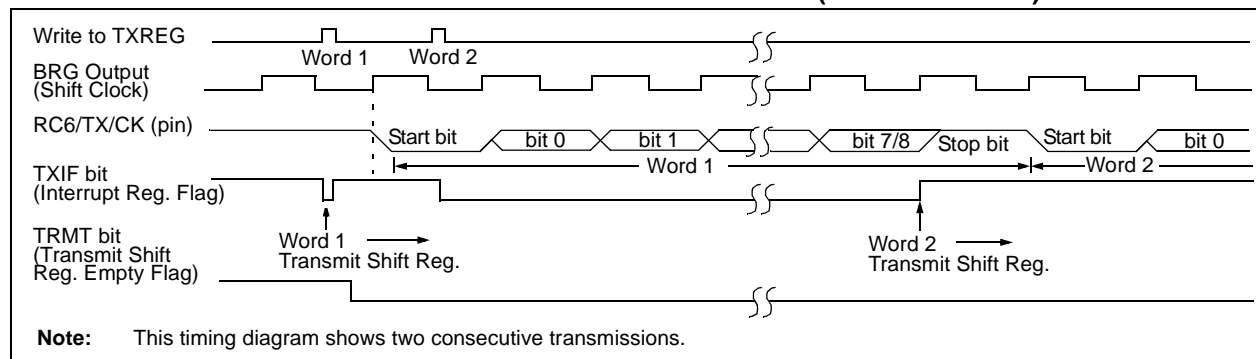 Write to TXREG
Word 1
Word 2
BRG Output
(Shift Clock)
RC6/TX/CK (pin)
Start bit
bit 0
bit 1
bit 7/8
Stop bit
Start bit
bit 0
Word 1
Word 2
TXIF bit
(Interrupt Reg. Flag)
Word 1
Transmit Shift Reg.
Word 2
Transmit Shift Reg.
TRMT bit
(Transmit Shift
Reg. Empty Flag)
Note: This timing diagram shows two consecutive transmissions.